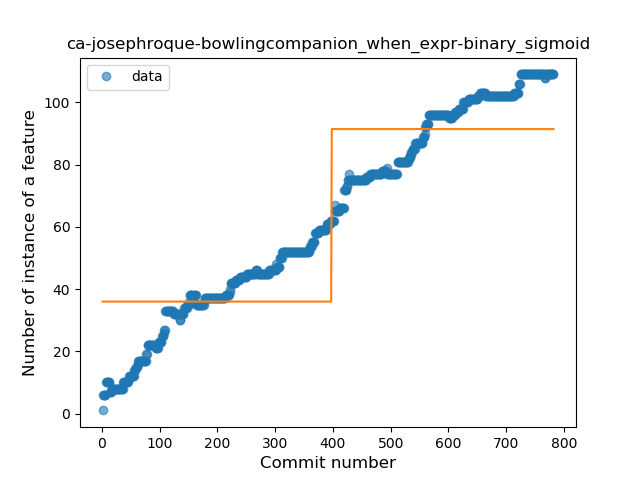 ca-josephroque-bowlingcompanion_when_expr-binary_sigmoid
data
Number of instance of a feature
100
80
60
40
20
0
0 100 200 300 400 500 600 700 800
Commit number